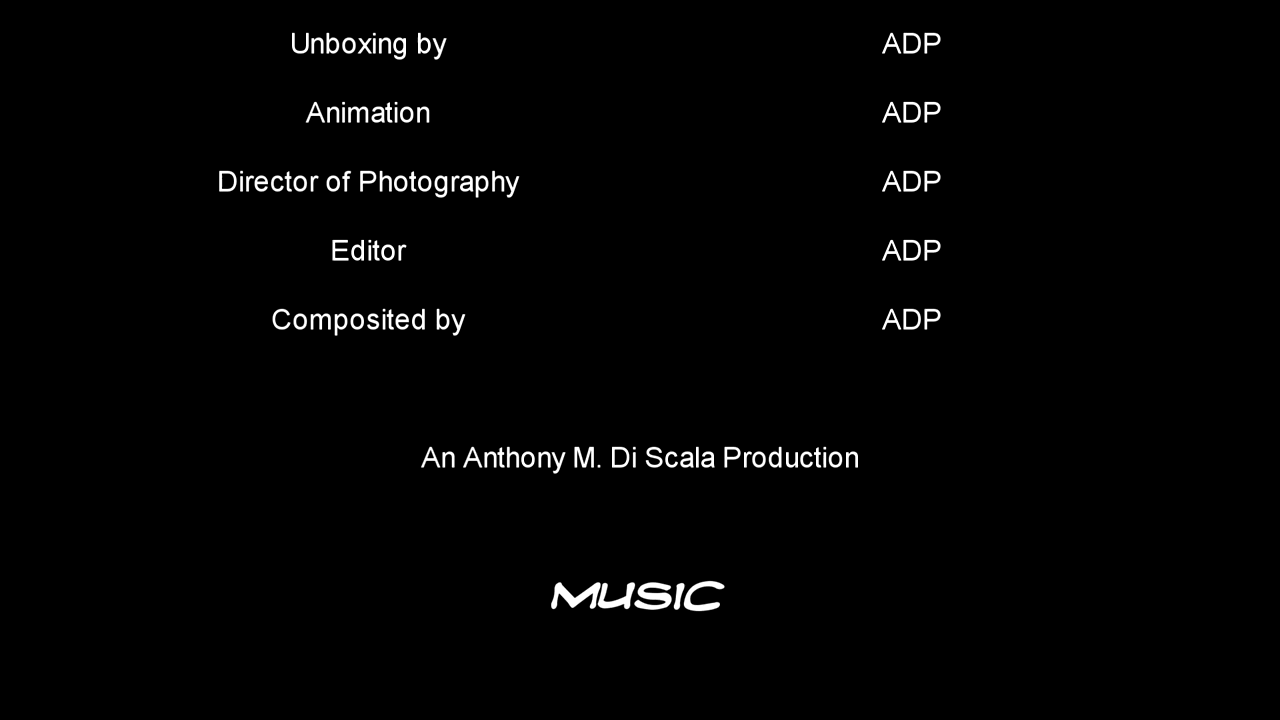 Unboxing by ADP
Animation ADP
Director of Photography ADP
Editor ADP
Composited by ADP
An Anthony M. Di Scala Production
MUSIC